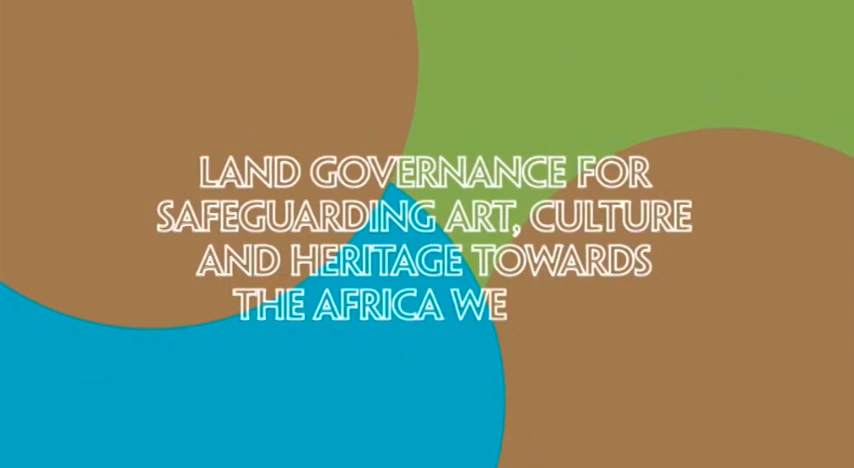 LAND GOVERNANCE FOR
SAFEGUARDING ART, CULTURE
AND HERITAGE TOWARDS
THE AFRICA WE